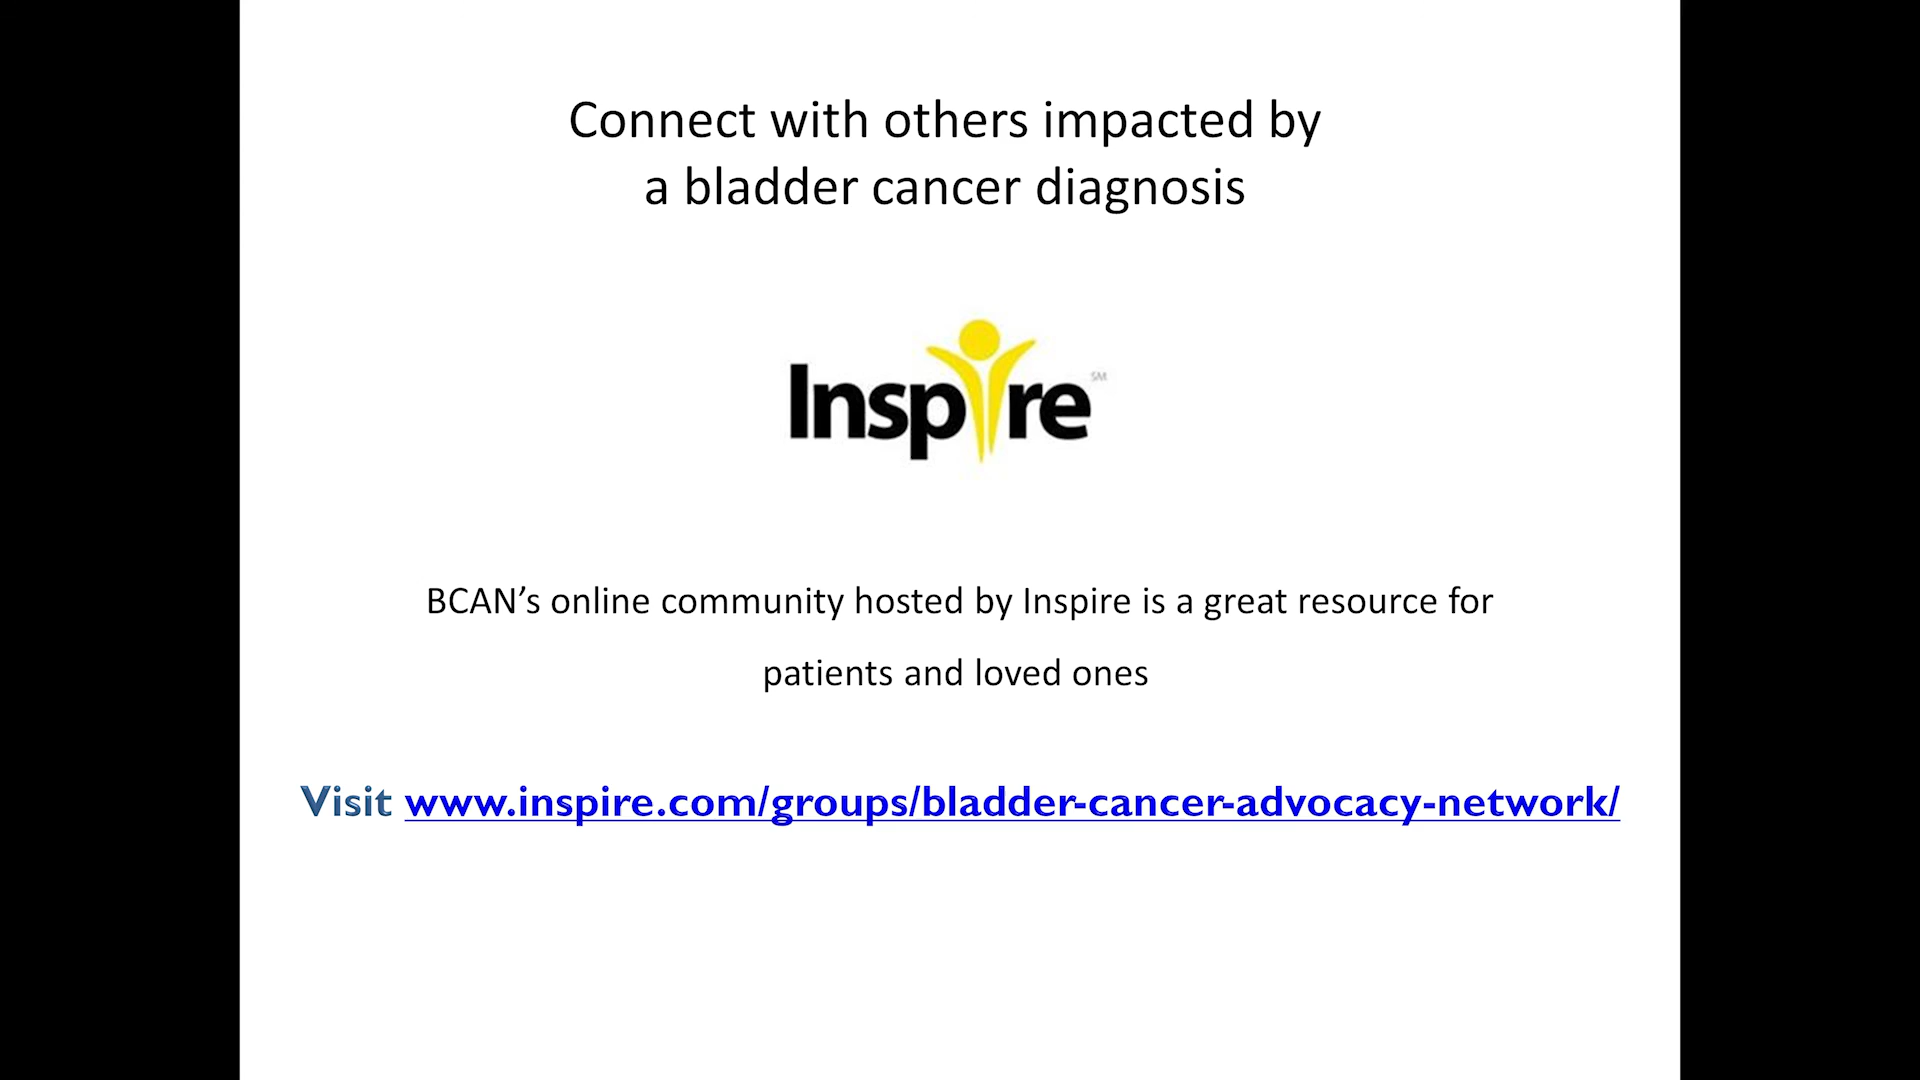 Connect with others impacted by
a bladder cancer diagnosis
Inspire SM
BCAN’s online community hosted by Inspire is a great resource for
patients and loved ones
Visit www.inspire.com/groups/bladder-cancer-advocacy-network/